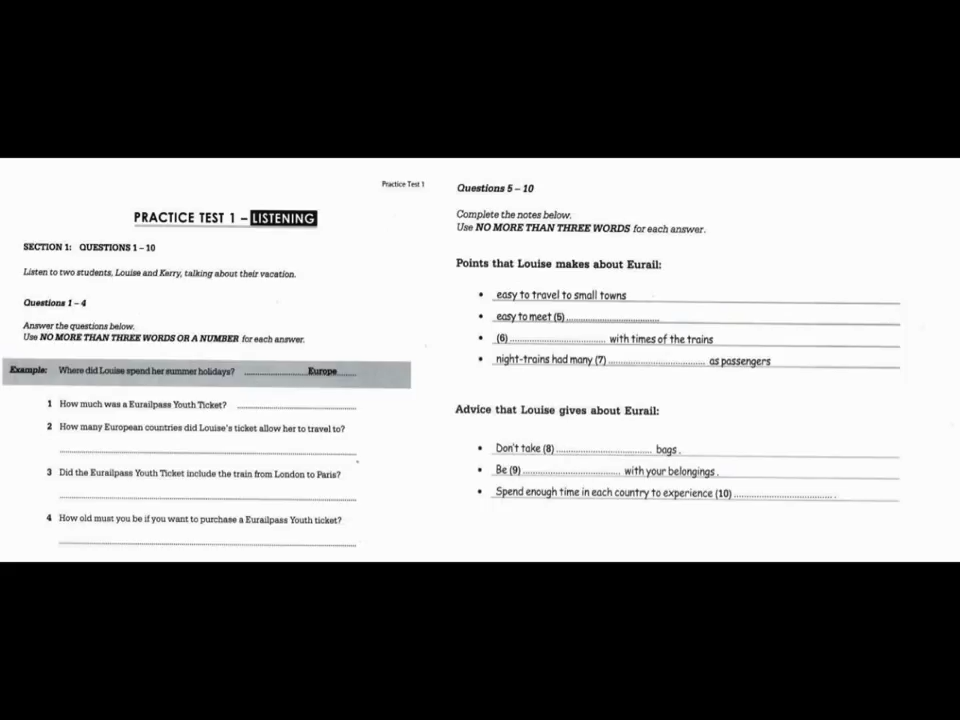 Practice Test 1
PRACTICE TEST 1 – LISTENING
SECTION 1: QUESTIONS 1 – 10
Listen to two students, Louise and Kerry, talking about their vacation.
Questions 1 – 4
Answer the questions below.
Use NO MORE THAN THREE WORDS OR A NUMBER for each answer.
Example: Where did Louise spend her summer holidays? .................... Europe......
1 How much was a Eurailpass Youth Ticket? ........................................
2 How many European countries did Louise's ticket allow her to travel to?
3 Did the Eurailpass Youth Ticket include the train from London to Paris?
4 How old must you be if you want to purchase a Eurailpass Youth ticket?
Questions 5 – 10
Complete the notes below.
Use NO MORE THAN THREE WORDS for each answer.
Points that Louise makes about Eurail:
• easy to travel to small towns
• easy to meet (5)..............................
• (6)............................... with times of the trains
• night-trains had many (7)............................... as passengers
Advice that Louise gives about Eurail:
• Don't take (8)............................... bags.
• Be (9)............................... with your belongings.
• Spend enough time in each country to experience (10)............................... .